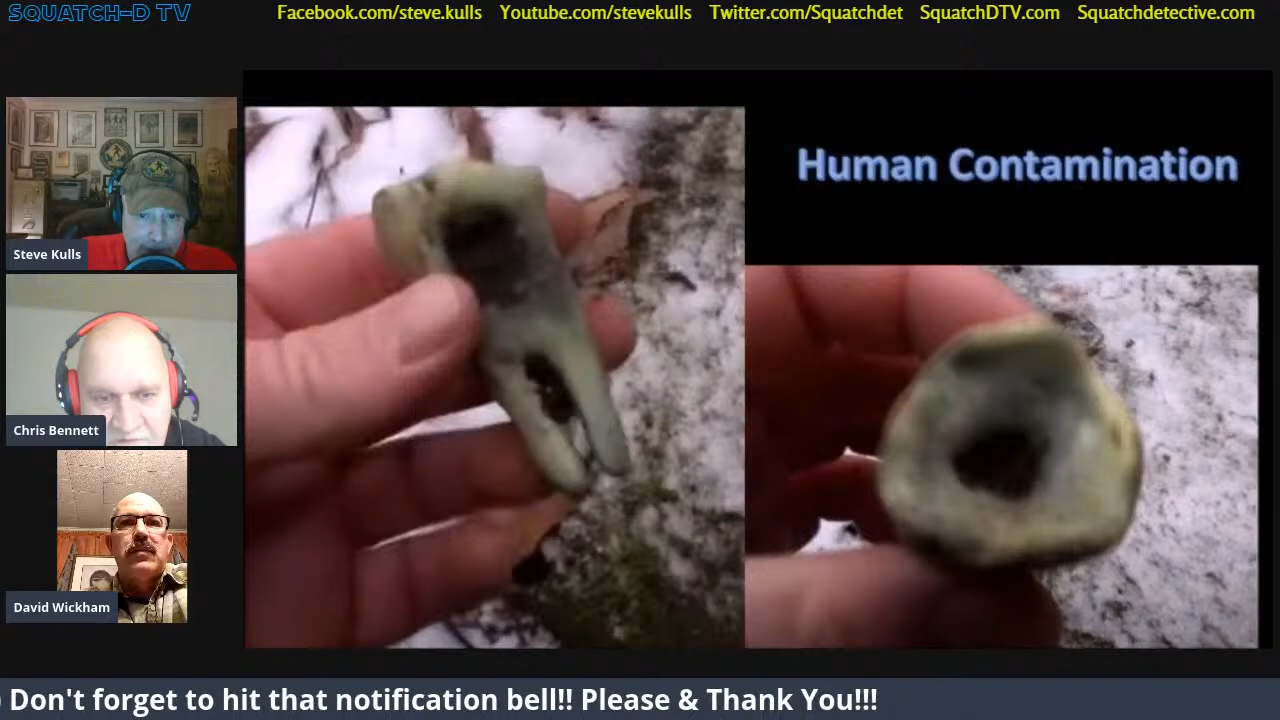 SQUATCH-D TV
Facebook.com/steve.kulls Youtube.com/stevekulls Twitter.com/Squatchdet SquatchDTV.com Squatchdetective.com
Human Contamination
Steve Kulls
Chris Bennett
David Wickham
Don't forget to hit that notification bell!! Please & Thank You!!!